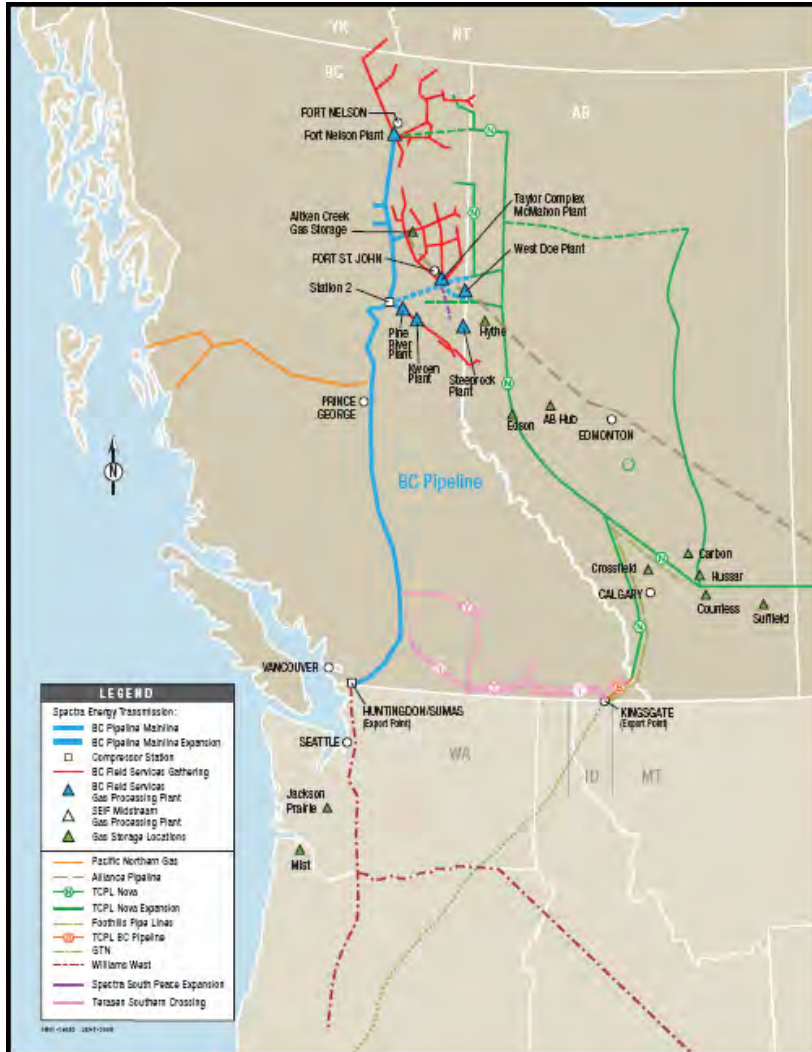 YK
NT
BC
AB
FORT NELSON
Fort Nelson Plant
Aitken Creek
Gas Storage
Taylor Complex
McMahon Plant
FORT ST. JOHN
West Doe Plant
Station 2
Pine
River
Plant
Kwoen
Plant
Steeprock
Plant
Hythe
PRINCE
GEORGE
Edson
AB Hub
EDMONTON
N
N
N
BC Pipeline
N
Carbon
Crossfield
Hussar
CALGARY
Countess
Suffield
N
N
VANCOUVER
HUNTINGDON/SUMAS
(Export Point)
KINGSGATE
(Export Point)
SEATTLE
WA
ID
MT
Jackson
Prairie
Mist
LEGEND
Spectra Energy Transmission:
BC Pipeline Mainline
BC Pipeline Mainline Expansion
Compressor Station
BC Field Services Gathering
BC Field Services
Gas Processing Plant
SEIF Midstream
Gas Processing Plant
Gas Storage Locations
Pacific Northern Gas
Alliance Pipeline
N
TCPL Nova
TCPL Nova Expansion
Foothills Pipe Lines
TCPL BC Pipeline
GTN
Williams West
Spectra South Peace Expansion
Terasen Southern Crossing